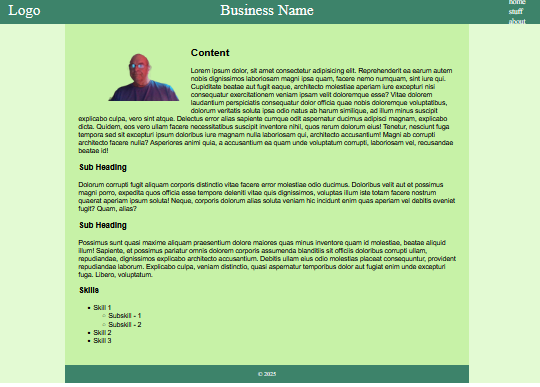 Logo
Business Name
home
stuff
about
Content
Lorem ipsum dolor, sit amet consectetur adipisicing elit. Reprehenderit ea earum autem
nobis dignissimos laboriosam magni ipsa quam, facere nemo numquam, sint iure qui.
Cupiditate beatae aut fugit eaque, architecto molestiae aperiam iure excepturi nisi
consequatur exercitationem veniam ipsam velit doloremque esse? Vitae dolorem
laudantium perspiciatis consequatur dolor officia quae nobis doloremque voluptatibus,
dolorum veritatis soluta ipsa odio natus ab harum similique, ad illum minus suscipit
explicabo culpa, vero sint atque. Delectus error alias sapiente cumque odit aspernatur ducimus adipisci magnam, explicabo
dicta. Quidem, eos vero ullam facere necessitatibus suscipit inventore nihil, quos rerum dolorum eius! Tenetur, nesciunt fuga
tempora sed sit excepturi ipsum doloribus iure magnam nulla laboriosam qui, architecto accusantium! Magni ab corrupti
architecto facere nulla? Asperiores animi quia, a accusantium ea quam unde voluptatum corrupti, laboriosam vel, recusandae
beatae id!
Sub Heading
Dolorum corrupti fugit aliquam corporis distinctio vitae facere error molestiae odio ducimus. Doloribus velit aut et possimus
magni porro, expedita quos officia esse tempore deleniti vitae quis dignissimos, voluptas illum iste totam facere nostrum
quaerat aperiam ipsum soluta! Neque, corporis dolorum alias soluta veniam hic incidunt enim quas aperiam vel debitis eveniet
fugit? Quam, alias?
Sub Heading
Possimus sunt quasi maxime aliquam praesentium dolore maiores quas minus inventore quam id molestiae, beatae aliquid
illum! Sapiente, et possimus pariatur omnis dolorem corporis assumenda blanditiis sit officiis doloribus corrupti ullam,
repudiandae, dignissimos explicabo architecto accusantium. Debitis ullam eius odio molestias placeat consequuntur, provident
repudiandae laborum. Explicabo culpa, veniam distinctio, quasi aspernatur temporibus dolor aut fugiat enim unde excepturi
fuga. Libero, voluptatum.
Skills
Skill 1
Subskill - 1
Subskill - 2
Skill 2
Skill 3
© 2025